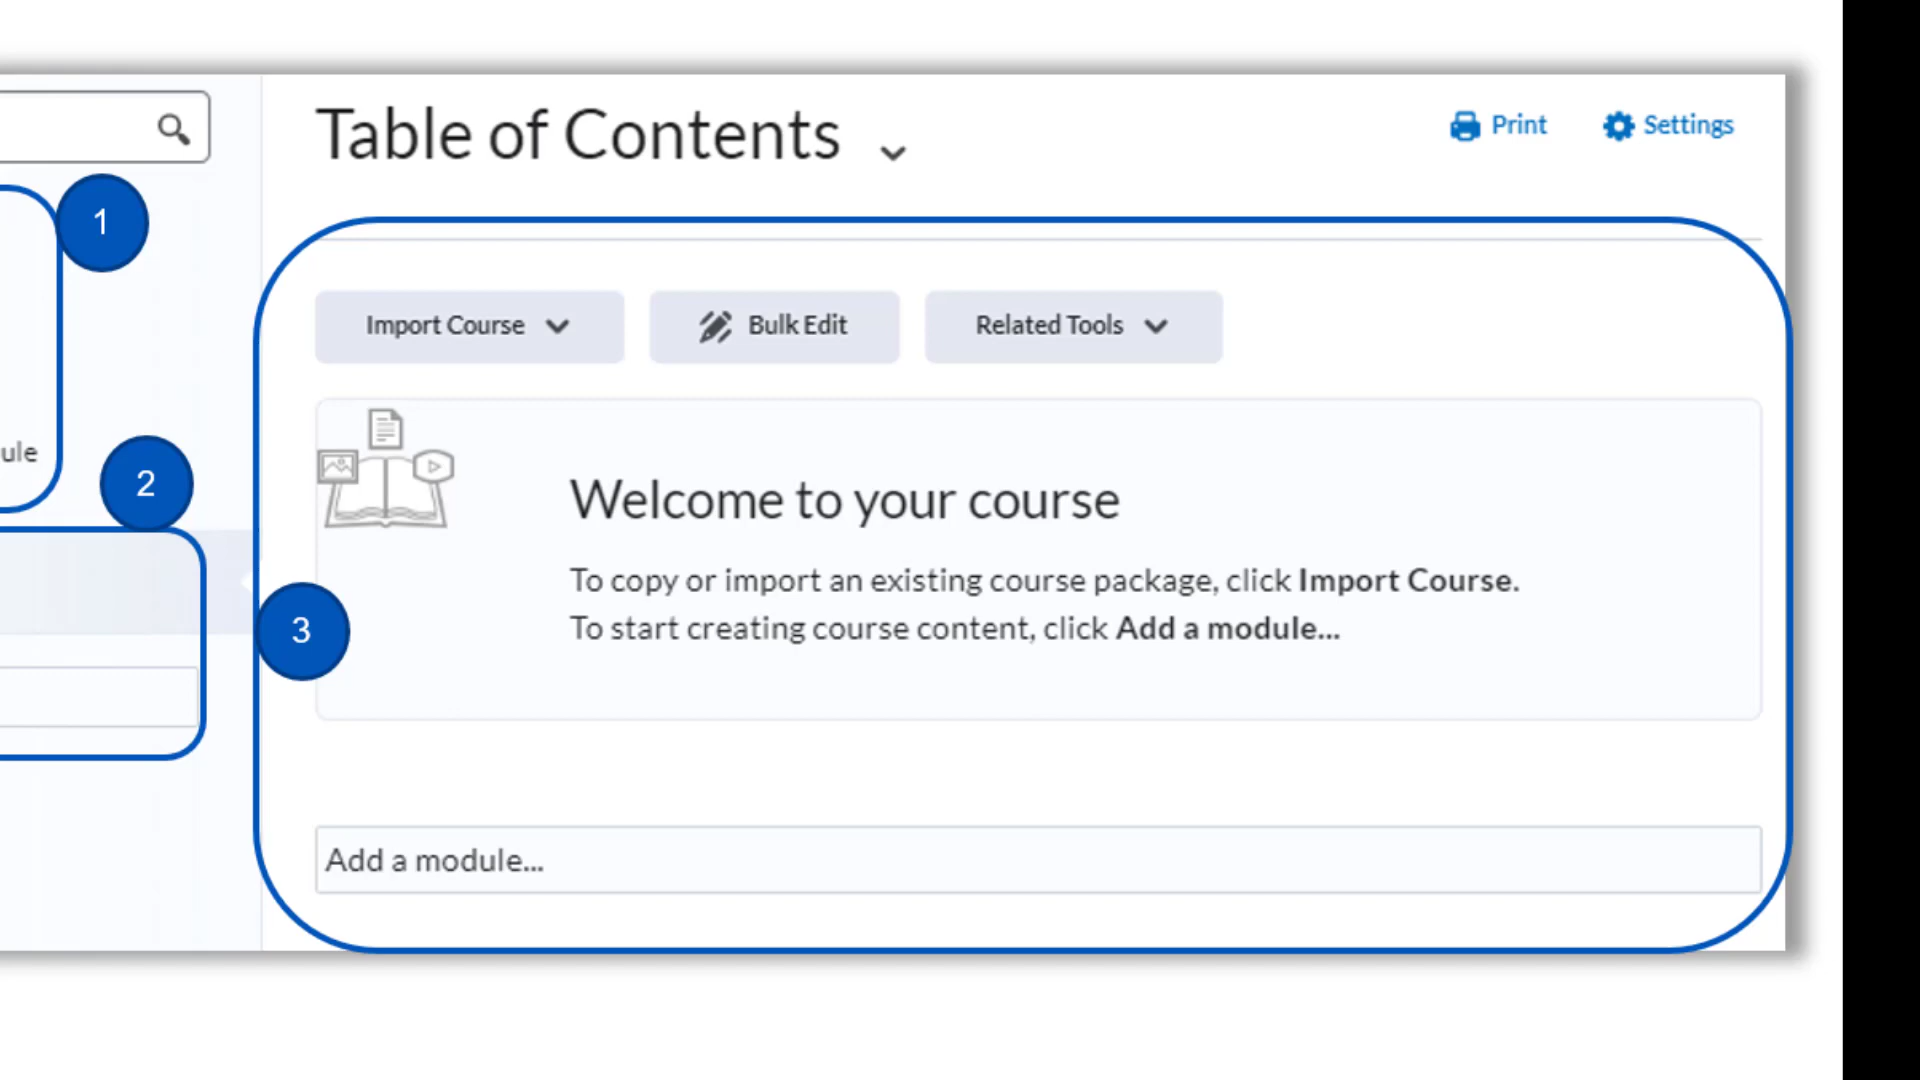 Table of Contents
Print
Settings
1
Import Course
Bulk Edit
Related Tools
ule
2
Welcome to your course
To copy or import an existing course package, click Import Course.
To start creating course content, click Add a module...
3
Add a module...